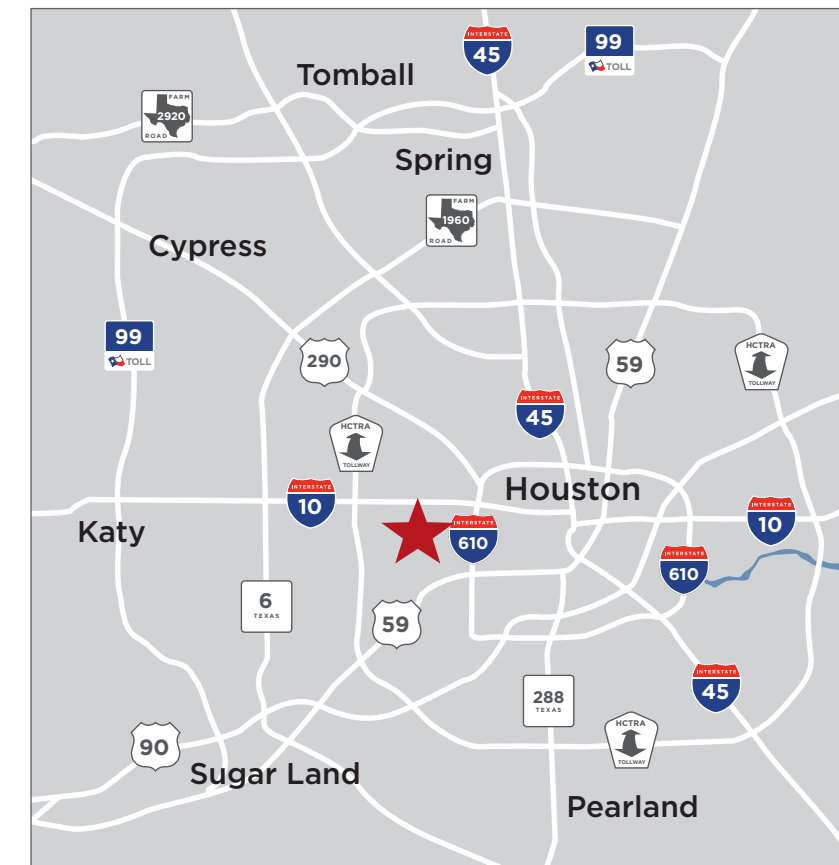 INTERSTATE
45
99
TOLL
Tomball
FARM
2920
ROAD
Spring
FARM
1960
ROAD
Cypress
99
TOLL
290
59
HCTRA
TOLLWAY
INTERSTATE
45
HCTRA
TOLLWAY
INTERSTATE
10
Houston
INTERSTATE
10
Katy
INTERSTATE
610
INTERSTATE
610
6
TEXAS
59
INTERSTATE
45
288
TEXAS
HCTRA
TOLLWAY
90
Sugar Land
Pearland